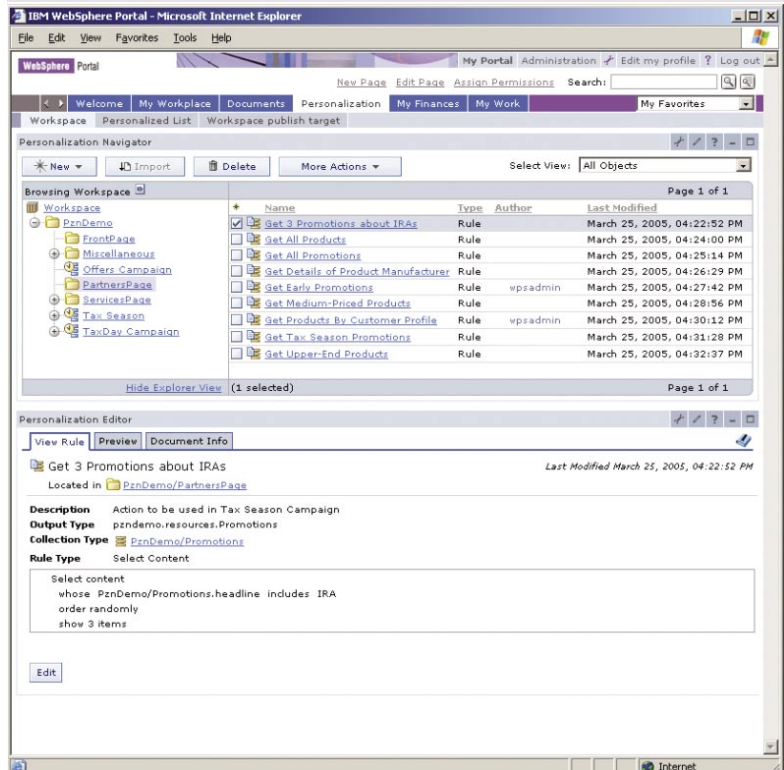 IBM WebSphere Portal - Microsoft Internet Explorer
File Edit View Favorites Tools Help
WebSphere Portal My Portal Administration Edit my profile ? Log out
New Page Edit Page Assign Permissions Search:
Welcome My Workplace Documents Personalization My Finances My Work My Favorites
Workspace Personalized List Workspace publish target
Personalization Navigator
New Import Delete More Actions Select View: All Objects
Browsing Workspace Page 1 of 1
Workspace
PznDemo
FrontPage
Miscellaneous
Offers Campaign
PartnersPage
ServicesPage
Tax Season
TaxDay Campaign
Hide Explorer View
Name Type Author Last Modified
Get 3 Promotions about IRAs Rule March 25, 2005, 04:22:52 PM
Get All Products Rule March 25, 2005, 04:24:00 PM
Get All Promotions Rule March 25, 2005, 04:25:14 PM
Get Details of Product Manufacturer Rule March 25, 2005, 04:26:29 PM
Get Early Promotions Rule wpsadmin March 25, 2005, 04:27:42 PM
Get Medium-Priced Products Rule March 25, 2005, 04:28:56 PM
Get Products By Customer Profile Rule wpsadmin March 25, 2005, 04:30:12 PM
Get Tax Season Promotions Rule March 25, 2005, 04:31:28 PM
Get Upper-End Products Rule March 25, 2005, 04:32:37 PM
(1 selected) Page 1 of 1
Personalization Editor
View Rule Preview Document Info
Get 3 Promotions about IRAs Last Modified March 25, 2005, 04:22:52 PM
Located in PznDemo/PartnersPage
Description Action to be used in Tax Season Campaign
Output Type pzndemo.resources.Promotions
Collection Type PznDemo/Promotions
Rule Type Select Content
Select content
whose PznDemo/Promotions.headline includes IRA
order randomly
show 3 items
Edit
Internet